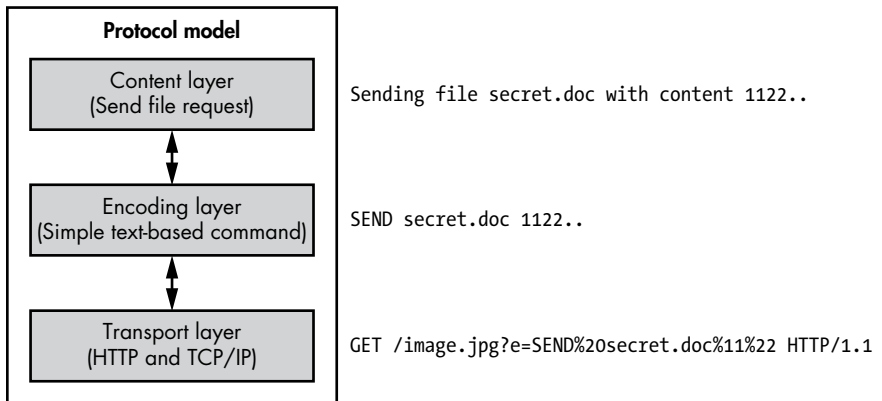 Protocol model
Content layer
(Send file request)
Sending file secret.doc with content 1122..
Encoding layer
(Simple text-based command)
SEND secret.doc 1122..
Transport layer
(HTTP and TCP/IP)
GET /image.jpg?e=SEND%20secret.doc%11%22 HTTP/1.1